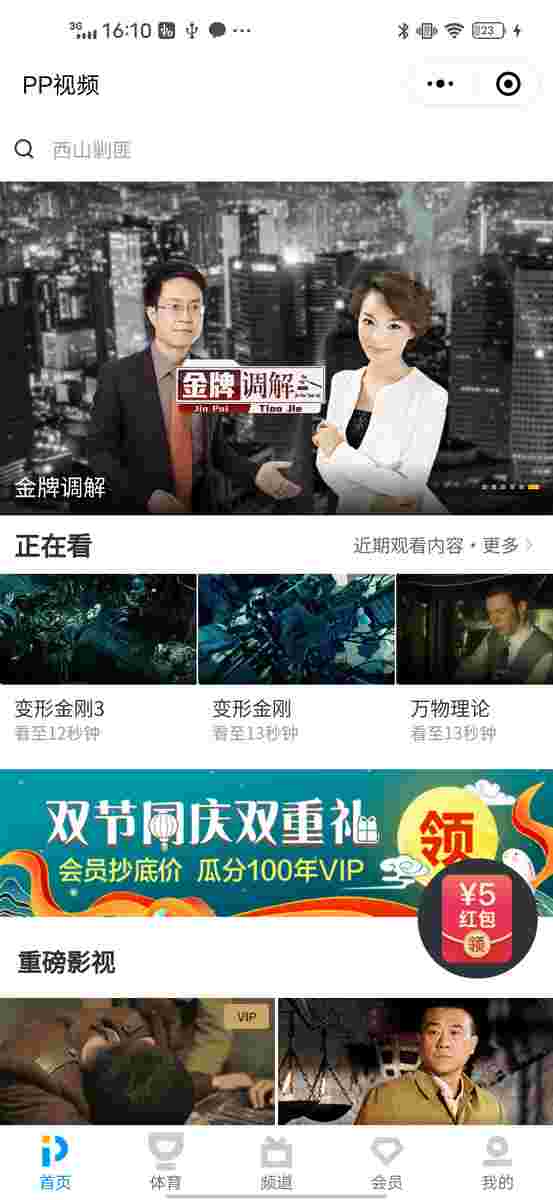 3G 16:10 23
PP视频
西山剿匪
金牌调解
Jin Pai Tiao Jie
金牌调解
正在看
近期观看内容·更多
变形金刚3
变形金刚
万物理论
看至12秒钟
看至13秒钟
看至13秒钟
双节同庆双重礼
领
会员抄底价 瓜分100年VIP
¥5
红包
领
重磅影视
VIP
首页
体育
频道
会员
我的